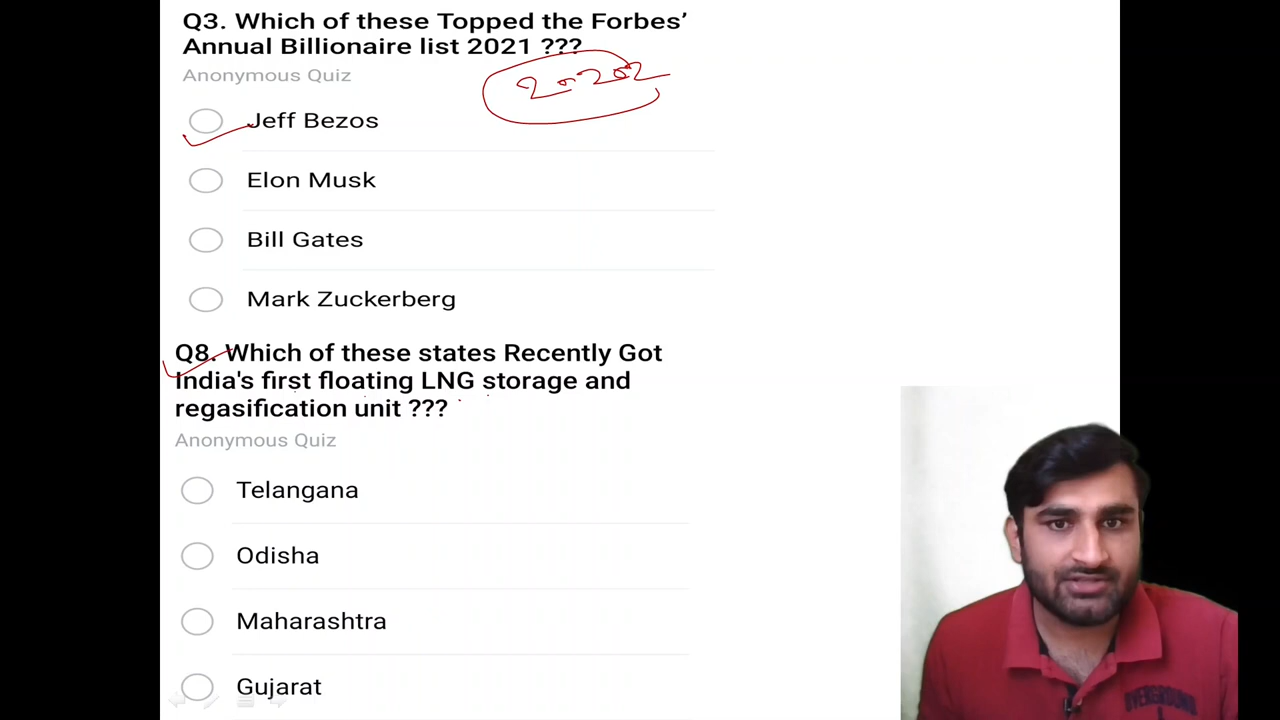 Q3. Which of these Topped the Forbes’
Annual Billionaire list 2021 ???
Anonymous Quiz
Jeff Bezos
Elon Musk
Bill Gates
Mark Zuckerberg
Q8. Which of these states Recently Got
India's first floating LNG storage and
regasification unit ???
Anonymous Quiz
Telangana
Odisha
Maharashtra
Gujarat